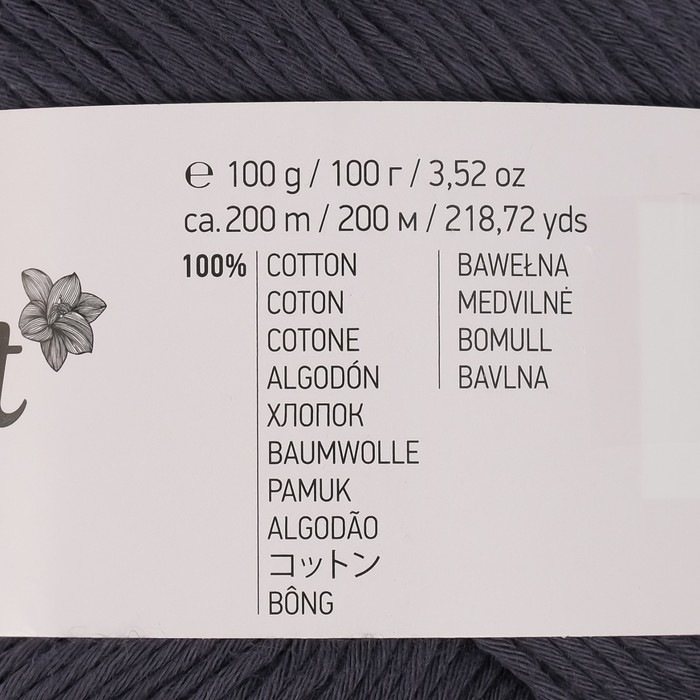 ℮ 100 g / 100 г / 3,52 oz
ca. 200 m / 200 м / 218,72 yds
100%
COTTON
COTON
COTONE
ALGODÓN
ХЛОПОК
BAUMWOLLE
PAMUK
ALGODÃO
コットン
BÔNG
BAWEŁNA
MEDVILNĖ
BOMULL
BAVLNA
t